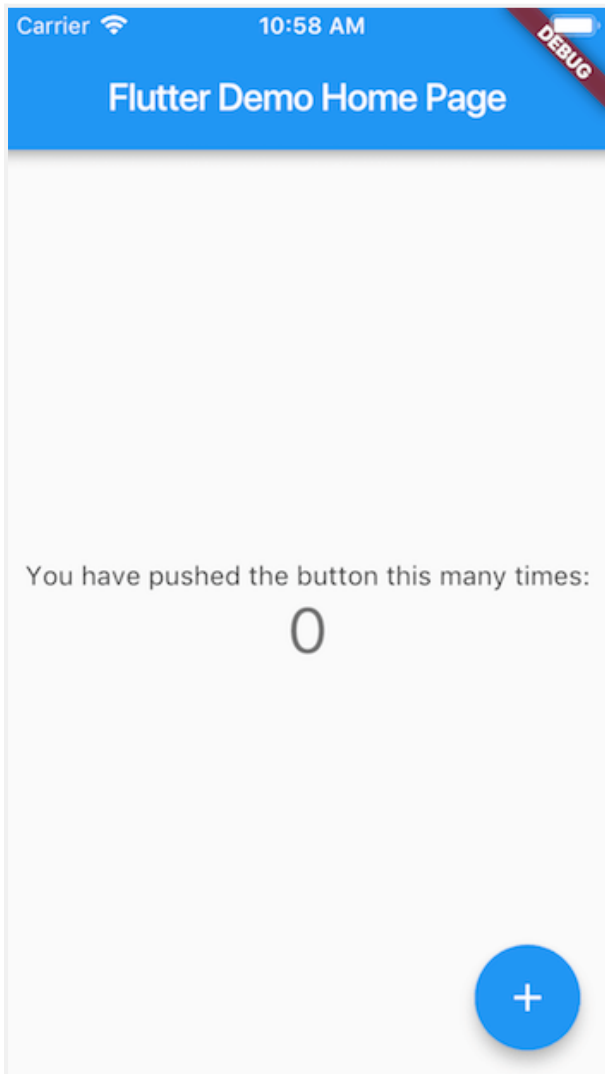 Carrier 10:58 AM
DEBUG
Flutter Demo Home Page
You have pushed the button this many times:
0
+